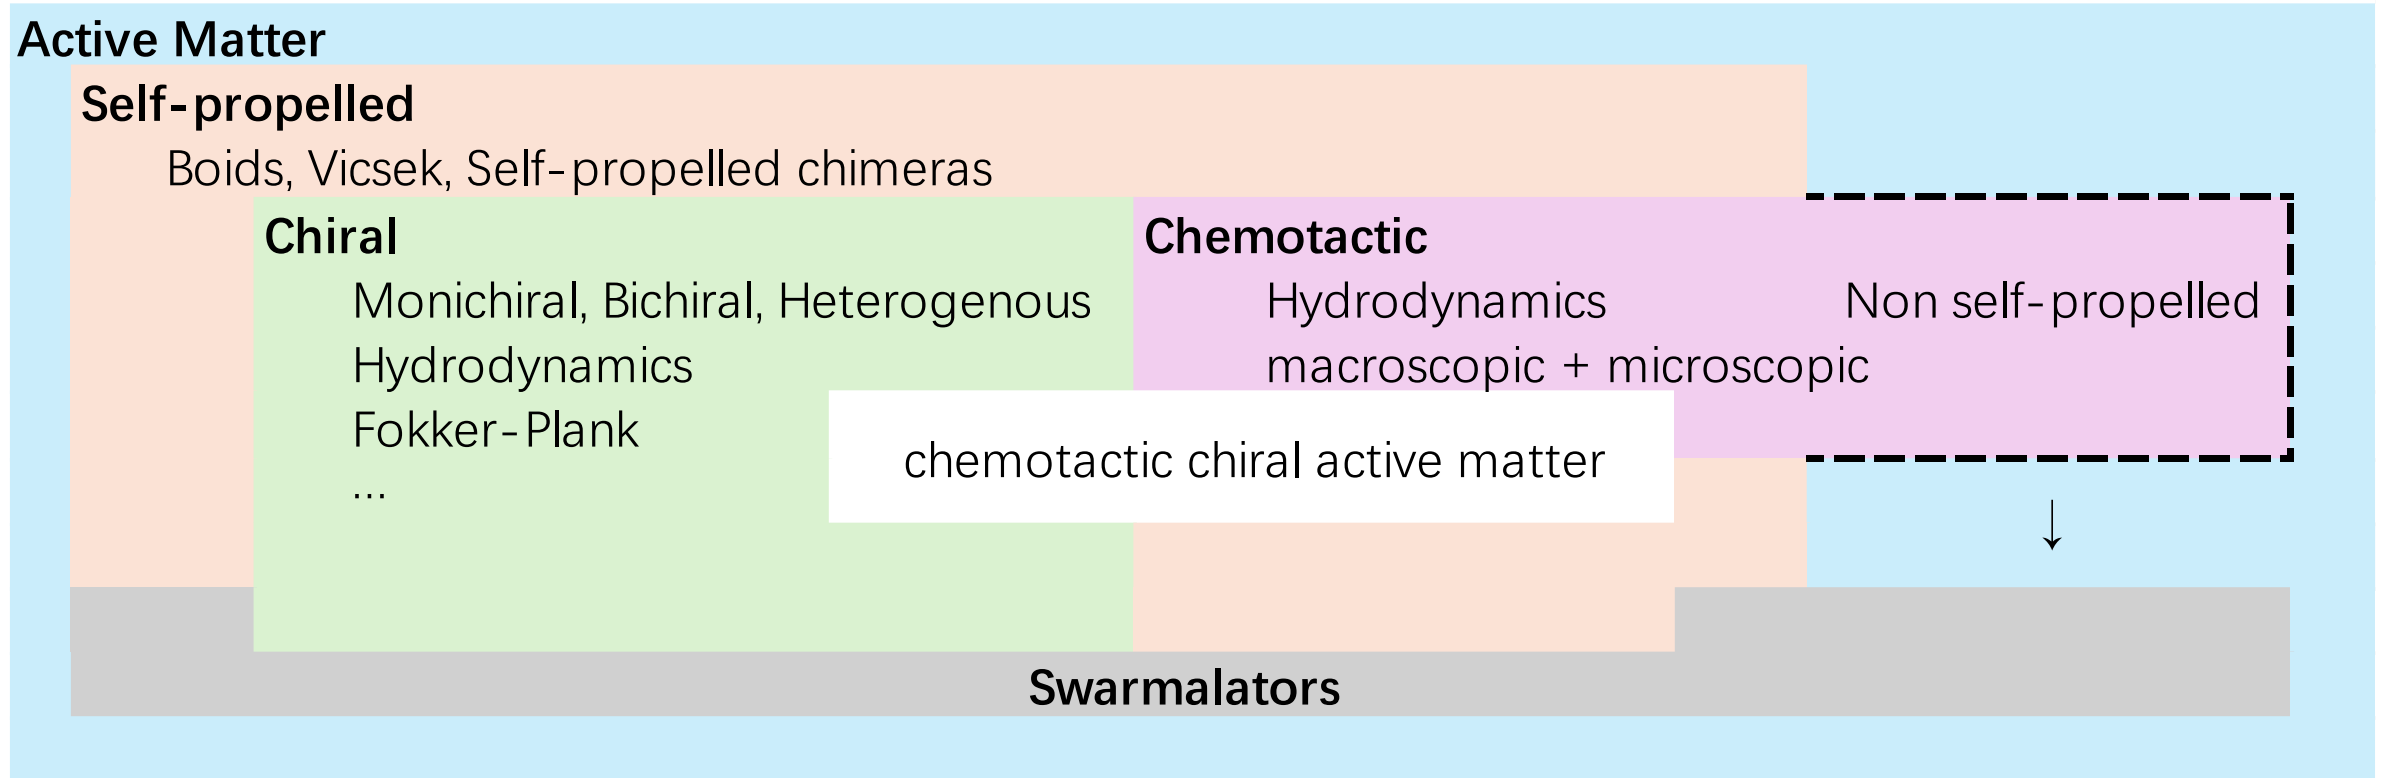 Active Matter
Self-propelled
Boids, Vicsek, Self-propelled chimeras
Chiral
Monichiral, Bichiral, Heterogenous
Hydrodynamics
Fokker-Plank
...
Chemotactic
Hydrodynamics
macroscopic + microscopic
Non self-propelled
chemotactic chiral active matter
↓
Swarmalators